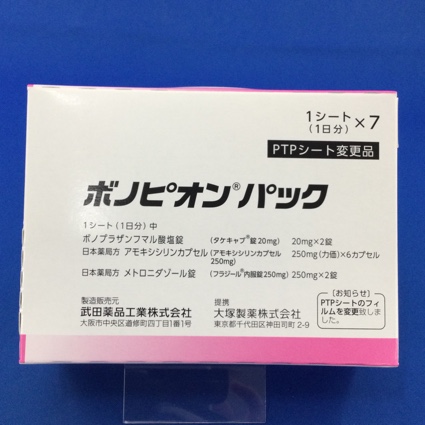 1シート
(1日分) ×7
PTPシート変更品
ボノピオン®パック
1シート(1日分)中
ボノプラザンフマル酸塩錠 (タケキャブ®錠20mg) 20mg×2錠
日本薬局方 アモキシシリンカプセル (アモキシシリンカプセル 250mg(力価)×6カプセル
250mg)
日本薬局方 メトロニダゾール錠 (フラジール®内服錠250mg) 250mg×2錠
製造販売元 提携
武田薬品工業株式会社 大塚製薬株式会社
大阪市中央区道修町四丁目1番1号 東京都千代田区神田司町2-9
〔お知らせ〕
PTPシートのフィ
ルムを変更致しま
した。